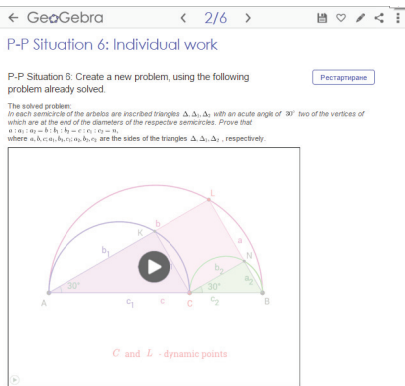 ← GeoGebra < 2/6 >
P-P Situation 6: Individual work
P-P Situation 6: Create a new problem, using the following
problem already solved.
Рестартиране
The solved problem:
In each semicircle of the arbelos are inscribed triangles Δ, Δ₁, Δ₂ with an acute angle of 30° two of the vertices of
which are at the end of the diameters of the respective semicircles. Prove that
a : a₁ : a₂ = b : b₁ : b₂ = c : c₁ : c₂ = n,
where a, b, c; a₁, b₁, c₁; a₂, b₂, c₂ are the sides of the triangles Δ, Δ₁, Δ₂ , respectively.
L
K b
a
b₁ N
b₂ a₂
30° 30°
A c₁ c C c₂ B
C and L - dynamic points